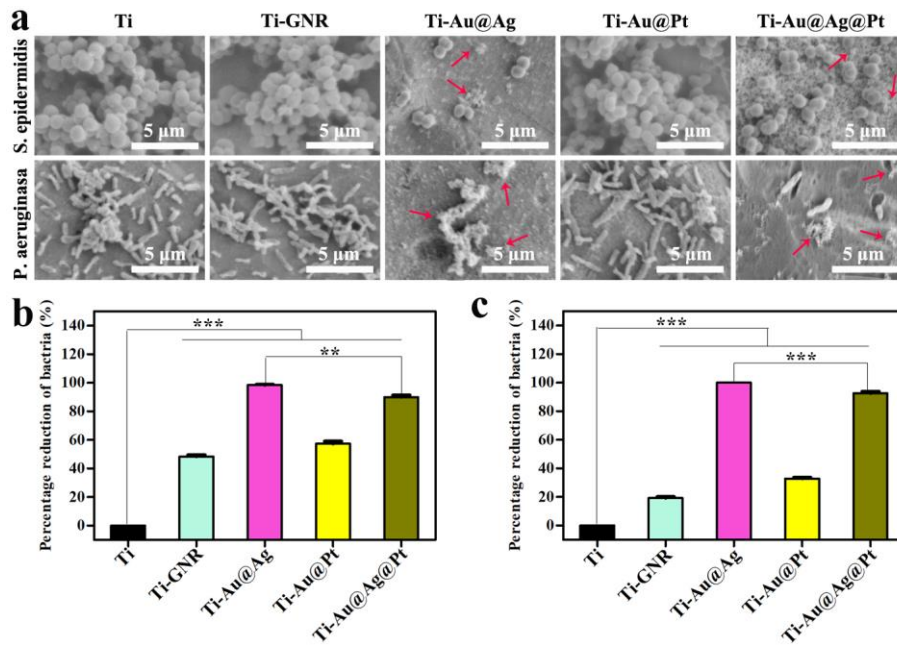 a
Ti Ti-GNR Ti-Au@Ag Ti-Au@Pt Ti-Au@Ag@Pt
S. epidermidis
5 μm 5 μm 5 μm 5 μm 5 μm
P. aeruginasa
5 μm 5 μm 5 μm 5 μm 5 μm
b
Percentage reduction of bactria (%)
140
120
100
80
60
40
20
0
***
**
Ti Ti-GNR Ti-Au@Ag Ti-Au@Pt Ti-Au@Ag@Pt
c
Percentage reduction of bactria (%)
140
120
100
80
60
40
20
0
***
***
Ti Ti-GNR Ti-Au@Ag Ti-Au@Pt Ti-Au@Ag@Pt